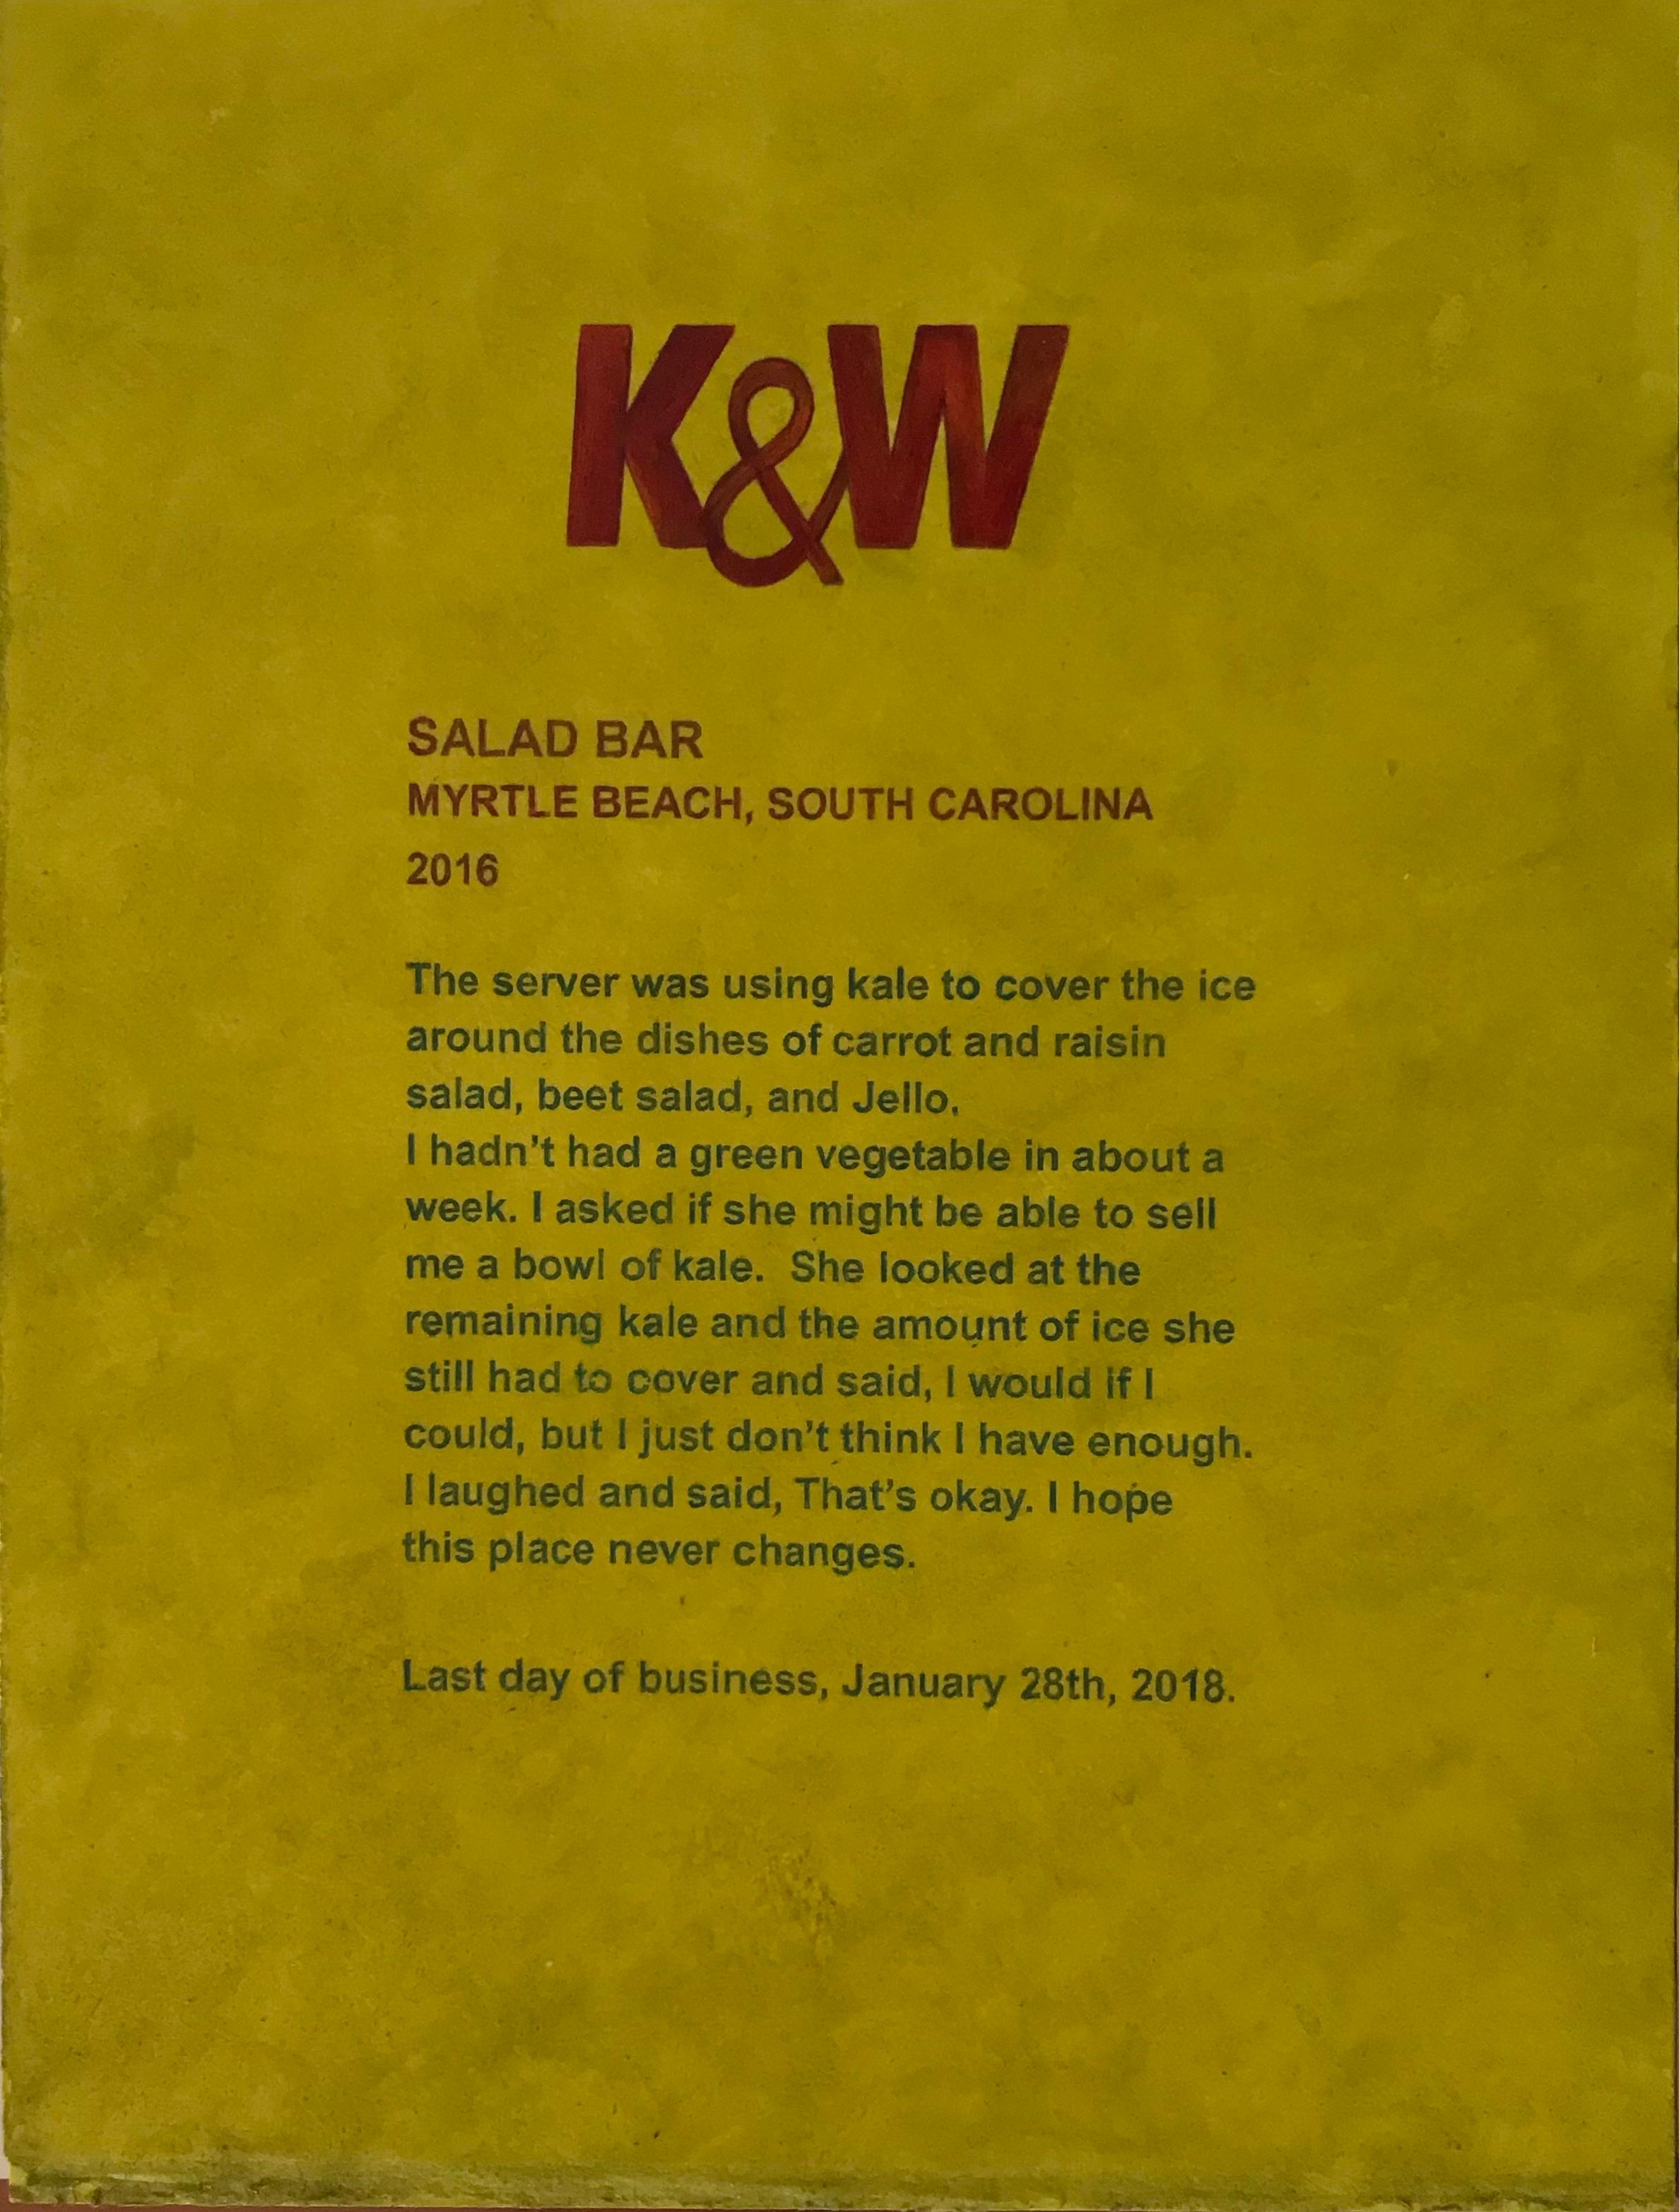 K&W
SALAD BAR
MYRTLE BEACH, SOUTH CAROLINA
2016
The server was using kale to cover the ice
around the dishes of carrot and raisin
salad, beet salad, and Jello.
I hadn't had a green vegetable in about a
week. I asked if she might be able to sell
me a bowl of kale.  She looked at the
remaining kale and the amount of ice she
still had to cover and said, I would if I
could, but I just don't think I have enough.
I laughed and said, That's okay. I hope
this place never changes.
Last day of business, January 28th, 2018.